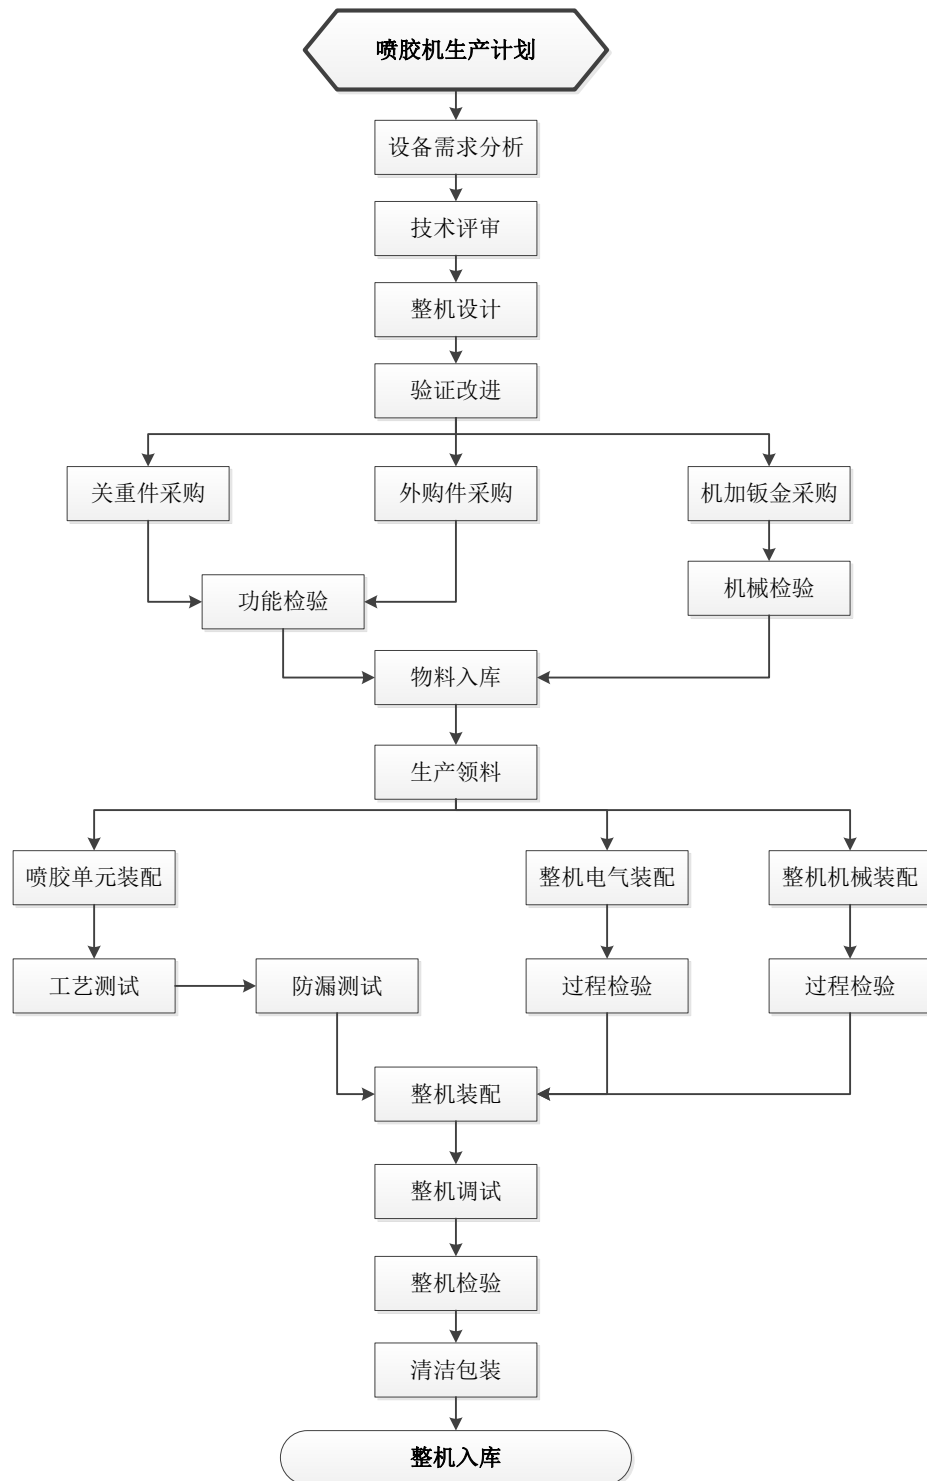 喷胶机生产计划
设备需求分析
技术评审
整机设计
验证改进
关重件采购
外购件采购
机加钣金采购
机械检验
功能检验
物料入库
生产领料
喷胶单元装配
整机电气装配
整机机械装配
工艺测试
防漏测试
过程检验
过程检验
整机装配
整机调试
整机检验
清洁包装
整机入库